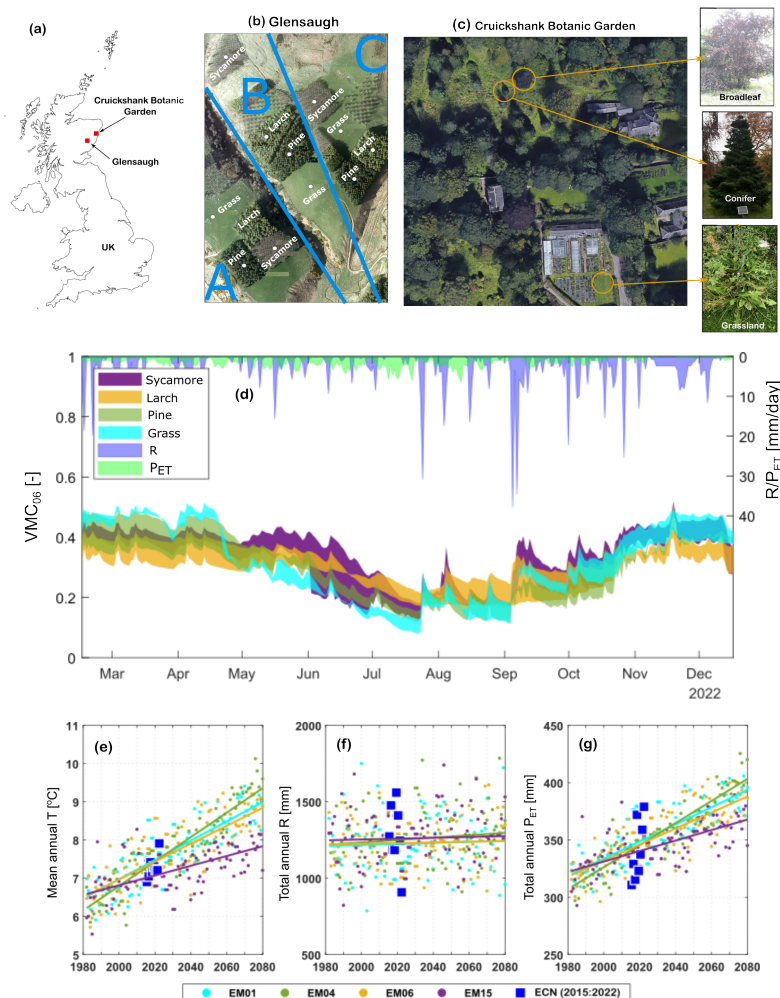 (a)
Cruickshank Botanic
Garden
Glensaugh
UK
(b) Glensaugh
Sycamore
B
C
Larch
Sycamore
Pine
Grass
Larch
Pine
Grass
Grass
Larch
Pine
Sycamore
A
(c) Cruickshank Botanic Garden
Broadleaf
Conifer
Grassland
(d)
Sycamore
Larch
Pine
Grass
R
P_ET
VMC_06 [-]
1
0.8
0.6
0.4
0.2
0
0
10
20
30
40
R/P_ET [mm/day]
Mar Apr May Jun Jul Aug Sep Oct Nov Dec
2022
(e)
Mean annual T [ºC]
11
10
9
8
7
6
5
1980 2000 2020 2040 2060 2080
(f)
Total annual R [mm]
2000
1500
1000
500
1980 2000 2020 2040 2060 2080
(g)
Total annual P_ET [mm]
450
400
350
300
250
1980 2000 2020 2040 2060 2080
EM01 EM04 EM06 EM15 ECN (2015:2022)